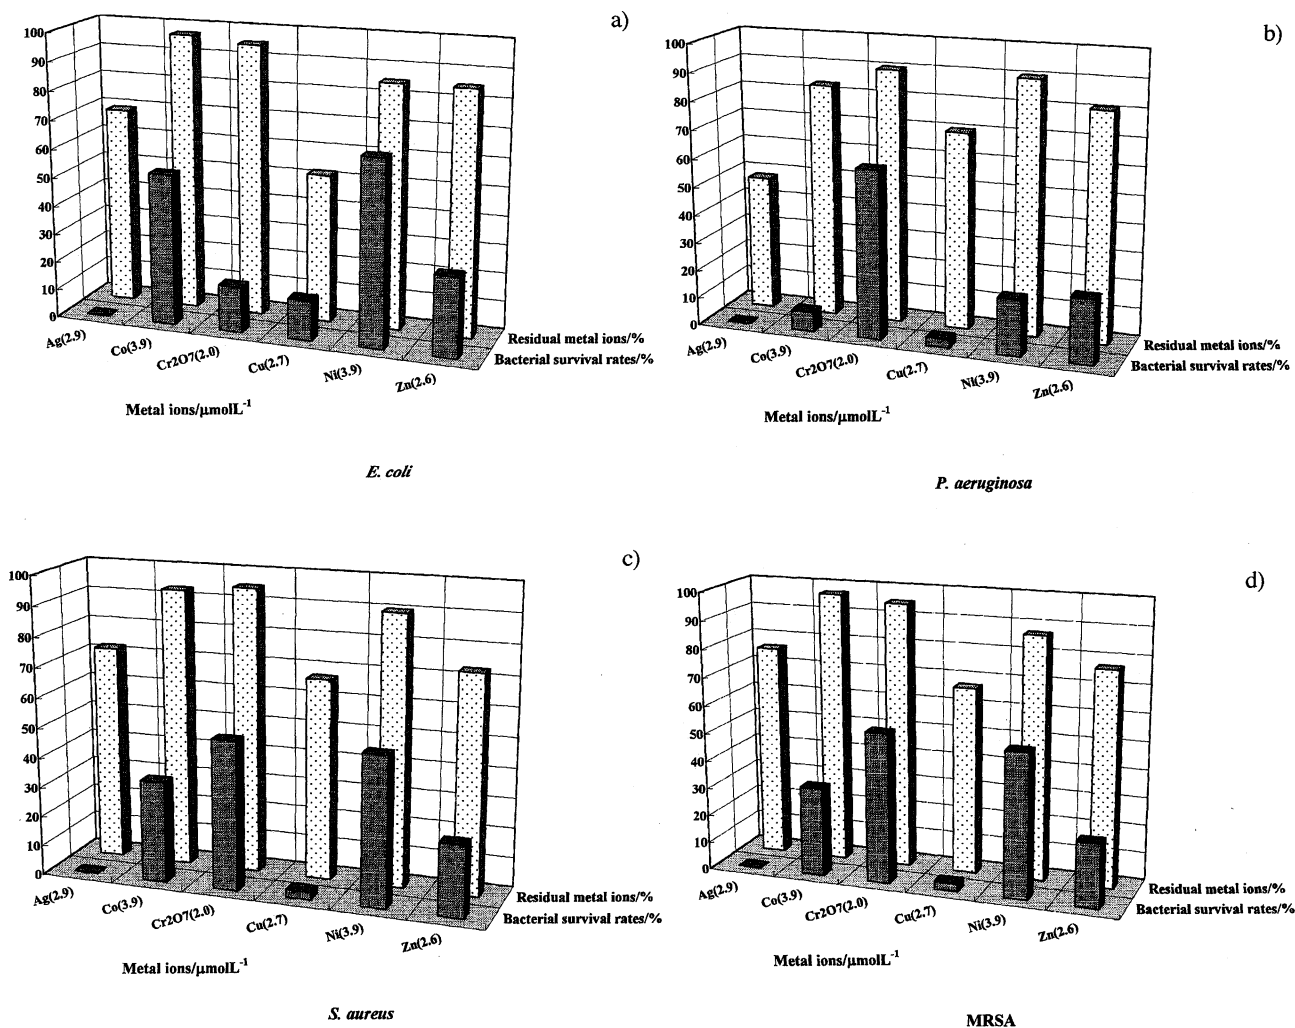 a)
100
90
80
70
60
50
40
30
20
10
0
Ag(2.9)
Co(3.9)
Cr2O7(2.0)
Cu(2.7)
Ni(3.9)
Zn(2.6)
Residual metal ions/%
Bacterial survival rates/%
Metal ions/µmolL-1
E. coli
b)
100
90
80
70
60
50
40
30
20
10
0
Ag(2.9)
Co(3.9)
Cr2O7(2.0)
Cu(2.7)
Ni(3.9)
Zn(2.6)
Residual metal ions/%
Bacterial survival rates/%
Metal ions/µmolL-1
P. aeruginosa
c)
100
90
80
70
60
50
40
30
20
10
0
Ag(2.9)
Co(3.9)
Cr2O7(2.0)
Cu(2.7)
Ni(3.9)
Zn(2.6)
Residual metal ions/%
Bacterial survival rates/%
Metal ions/µmolL-1
S. aureus
d)
100
90
80
70
60
50
40
30
20
10
0
Ag(2.9)
Co(3.9)
Cr2O7(2.0)
Cu(2.7)
Ni(3.9)
Zn(2.6)
Residual metal ions/%
Bacterial survival rates/%
Metal ions/µmolL-1
MRSA